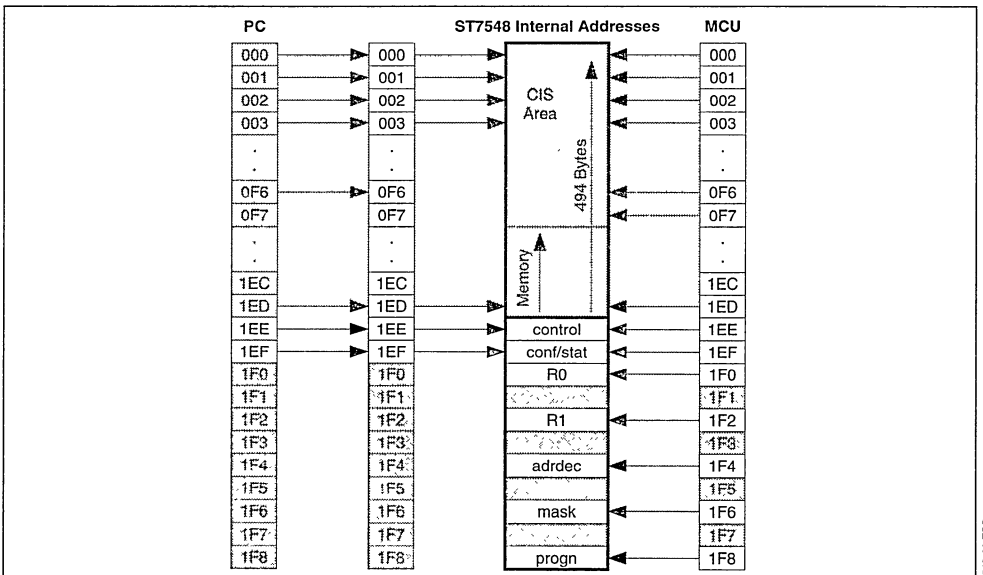 PC ST7548 Internal Addresses MCU
000 000 000
001 001 001
002 002 CIS 002
003 003 Area 003
. . .
. . .
494 Bytes
0F6 0F6 0F6
0F7 0F7 0F7
. . .
. . .
Memory
1EC 1EC 1EC
1ED 1ED 1ED
1EE 1EE control 1EE
1EF 1EF conf/stat 1EF
1F0 1F0 R0 1F0
1F1 1F1 1F1
1F2 1F2 R1 1F2
1F3 1F3 1F3
1F4 1F4 adrdec 1F4
1F5 1F5 1F5
1F6 1F6 mask 1F6
1F7 1F7 1F7
1F8 1F8 progn 1F8